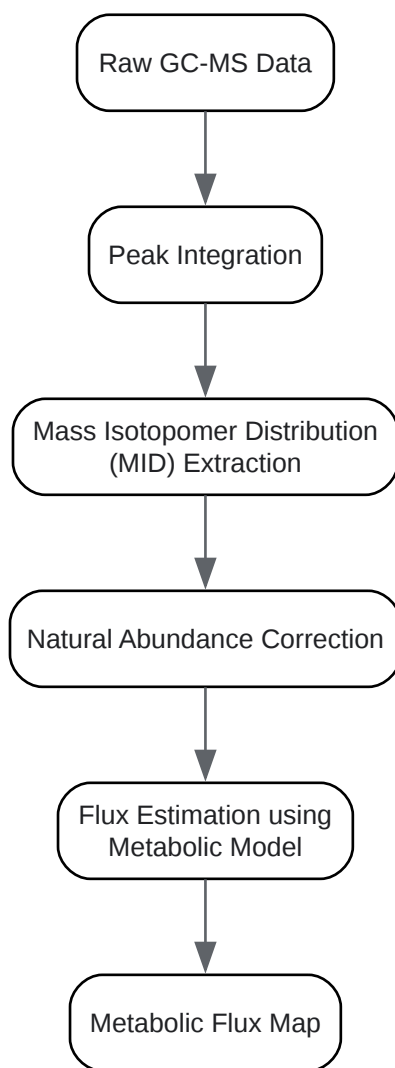 Raw GC-MS Data
Peak Integration
Mass Isotopomer Distribution
(MID) Extraction
Natural Abundance Correction
Flux Estimation using
Metabolic Model
Metabolic Flux Map